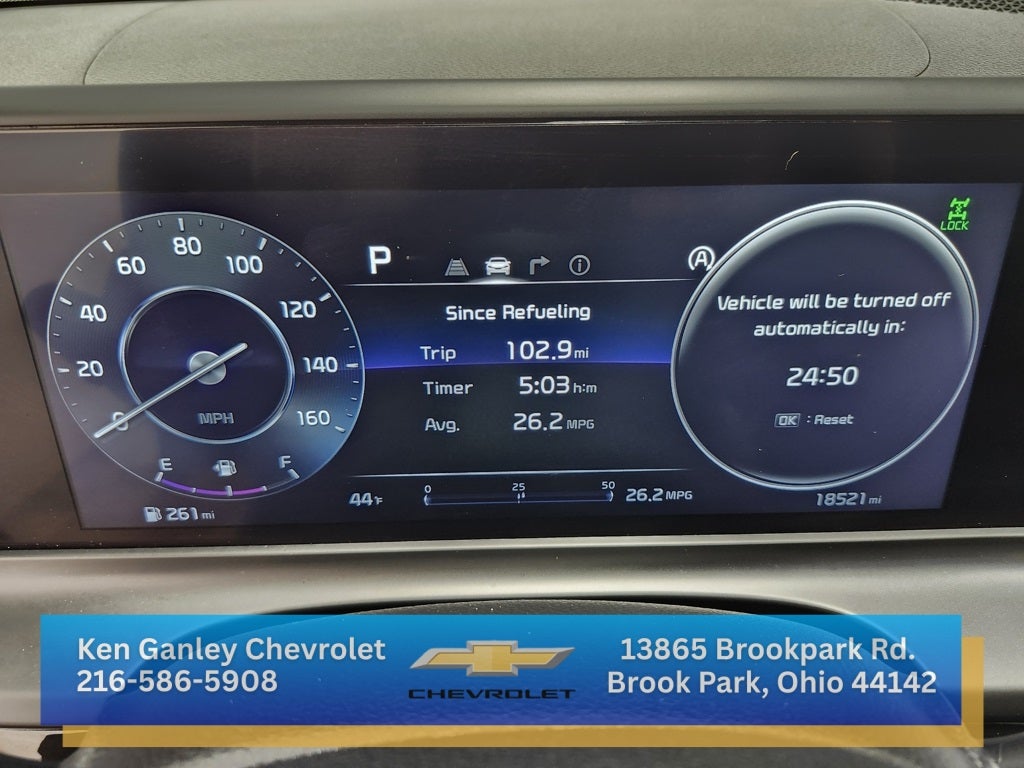 0
20
40
60
80
100
120
140
160
MPH
E
F
261 mi
P
A
Since Refueling
Trip 102.9 mi
Timer 5:03 h:m
Avg. 26.2 MPG
44°F
0 25 50
26.2 MPG
LOCK
Vehicle will be turned off
automatically in:
24:50
OK : Reset
18521 mi
Ken Ganley Chevrolet
216-586-5908
CHEVROLET
13865 Brookpark Rd.
Brook Park, Ohio 44142